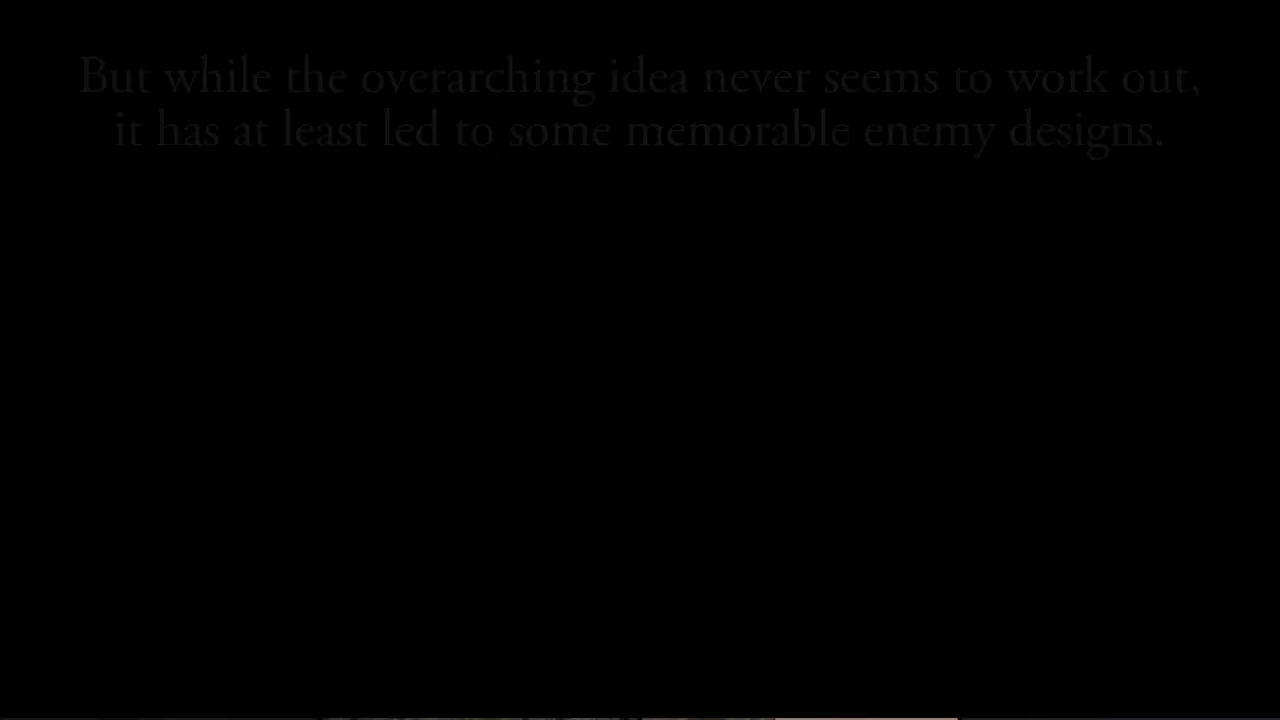 But while the overarching idea never seems to work out,
it has at least led to some memorable enemy designs.